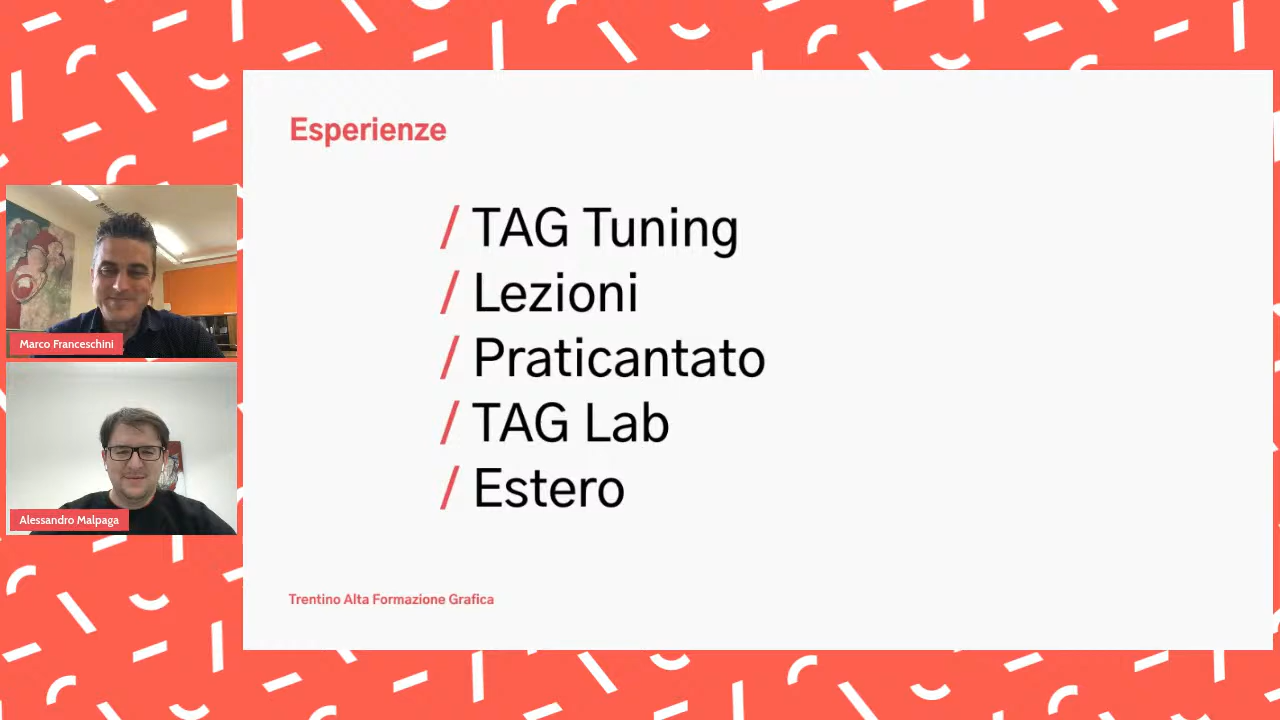 Esperienze
/ TAG Tuning
/ Lezioni
/ Praticantato
/ TAG Lab
/ Estero
Trentino Alta Formazione Grafica
Marco Franceschini
Alessandro Malpaga